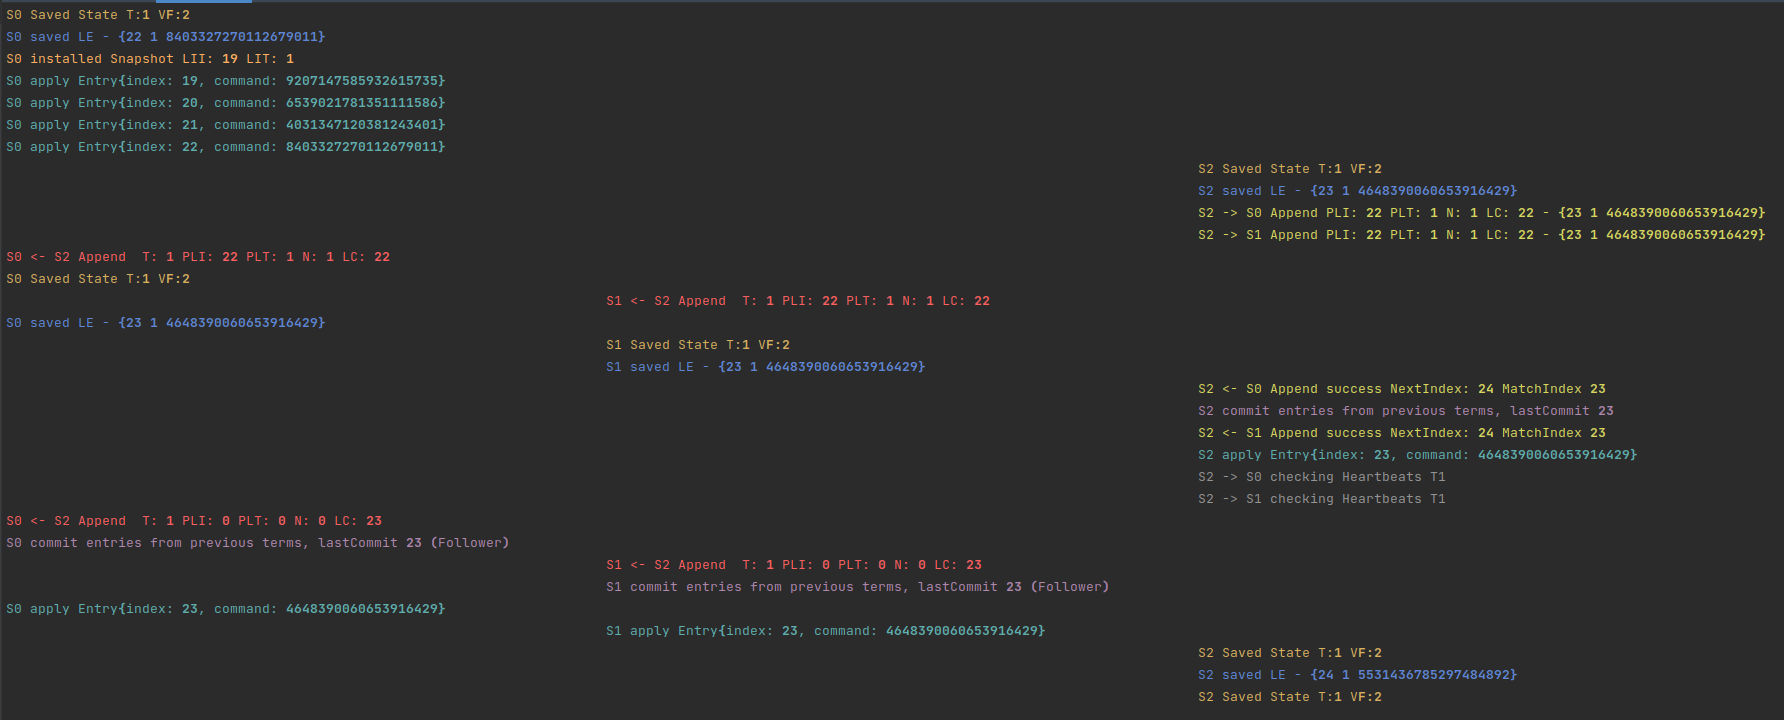 S0 Saved State T:1 VF:2
S0 saved LE - {22 1 8403327270112679011}
S0 installed Snapshot LII: 19 LIT: 1
S0 apply Entry{index: 19, command: 9207147585932615735}
S0 apply Entry{index: 20, command: 6539021781351111586}
S0 apply Entry{index: 21, command: 4031347120381243401}
S0 apply Entry{index: 22, command: 8403327270112679011}
S2 Saved State T:1 VF:2
S2 saved LE - {23 1 4648390060653916429}
S2 -> S0 Append PLI: 22 PLT: 1 N: 1 LC: 22 - {23 1 4648390060653916429}
S2 -> S1 Append PLI: 22 PLT: 1 N: 1 LC: 22 - {23 1 4648390060653916429}
S0 <- S2 Append  T: 1 PLI: 22 PLT: 1 N: 1 LC: 22
S0 Saved State T:1 VF:2
S1 <- S2 Append  T: 1 PLI: 22 PLT: 1 N: 1 LC: 22
S0 saved LE - {23 1 4648390060653916429}
S1 Saved State T:1 VF:2
S1 saved LE - {23 1 4648390060653916429}
S2 <- S0 Append success NextIndex: 24 MatchIndex 23
S2 commit entries from previous terms, lastCommit 23
S2 <- S1 Append success NextIndex: 24 MatchIndex 23
S2 apply Entry{index: 23, command: 4648390060653916429}
S2 -> S0 checking Heartbeats T1
S2 -> S1 checking Heartbeats T1
S0 <- S2 Append  T: 1 PLI: 0 PLT: 0 N: 0 LC: 23
S0 commit entries from previous terms, lastCommit 23 (Follower)
S1 <- S2 Append  T: 1 PLI: 0 PLT: 0 N: 0 LC: 23
S1 commit entries from previous terms, lastCommit 23 (Follower)
S0 apply Entry{index: 23, command: 4648390060653916429}
S1 apply Entry{index: 23, command: 4648390060653916429}
S2 Saved State T:1 VF:2
S2 saved LE - {24 1 5531436785297484892}
S2 Saved State T:1 VF:2